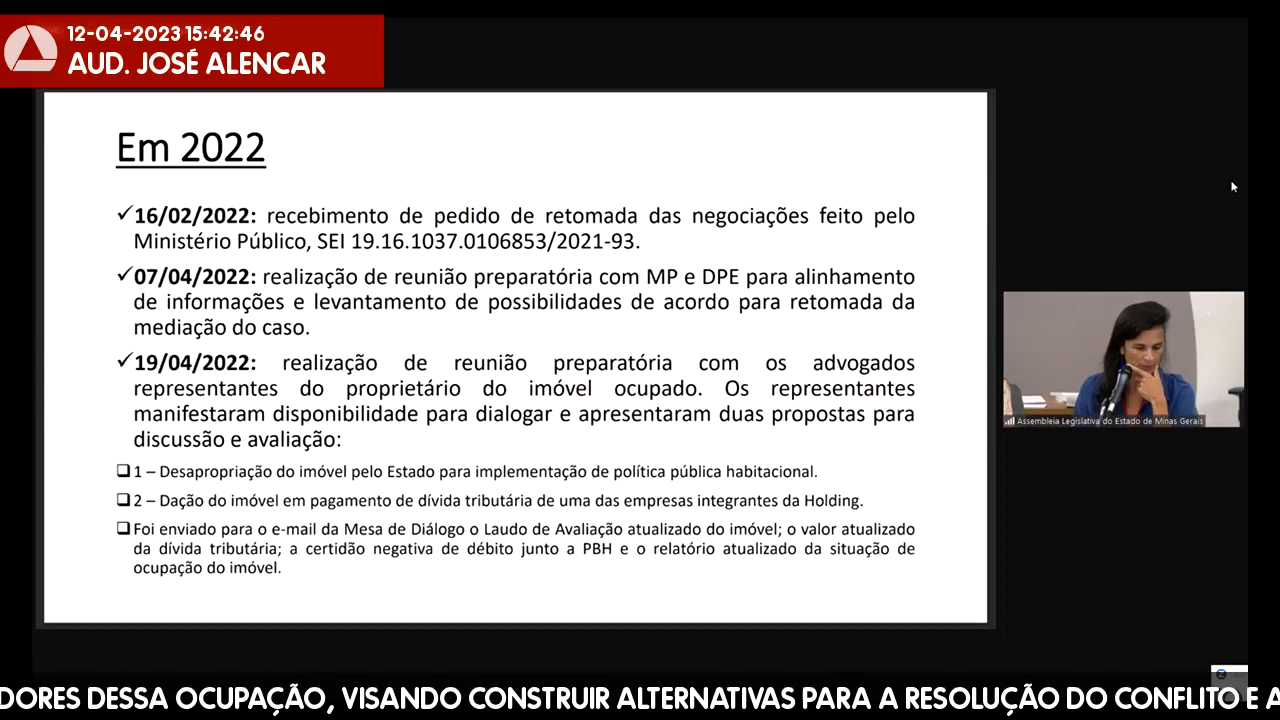 12-04-2023 15:42:46
AUD. JOSÉ ALENCAR
Em 2022
✓16/02/2022: recebimento de pedido de retomada das negociações feito pelo
Ministério Público, SEI 19.16.1037.0106853/2021-93.
✓07/04/2022: realização de reunião preparatória com MP e DPE para alinhamento
de informações e levantamento de possibilidades de acordo para retomada da
mediação do caso.
✓19/04/2022: realização de reunião preparatória com os advogados
representantes do proprietário do imóvel ocupado. Os representantes
manifestaram disponibilidade para dialogar e apresentaram duas propostas para
discussão e avaliação:
❑1 – Desapropriação do imóvel pelo Estado para implementação de política pública habitacional.
❑2 – Dação do imóvel em pagamento de dívida tributária de uma das empresas integrantes da Holding.
❑Foi enviado para o e-mail da Mesa de Diálogo o Laudo de Avaliação atualizado do imóvel; o valor atualizado
da dívida tributária; a certidão negativa de débito junto a PBH e o relatório atualizado da situação de
ocupação do imóvel.
Assembleia Legislativa do Estado de Minas Gerais
DORES DESSA OCUPAÇÃO, VISANDO CONSTRUIR ALTERNATIVAS PARA A RESOLUÇÃO DO CONFLITO E A